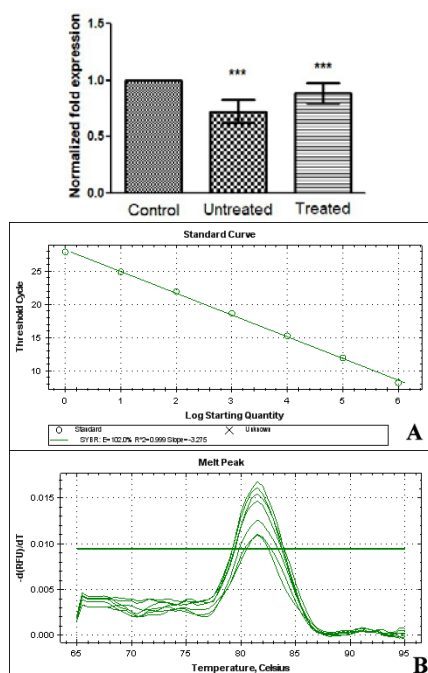 Normalized fold expression
1.5
1.0
0.5
0.0
***
***
Control Untreated Treated
Standard Curve
Threshold Cycle
25
20
15
10
0 1 2 3 4 5 6
Log Starting Quantity
Standard Unknown
SYBR: E=102.0% R^2=0.999 Slope=-3.275
A
Melt Peak
-d(RFU)/dT
0.015
0.010
0.005
0.000
65 70 75 80 85 90 95
Temperature, Celsius
B